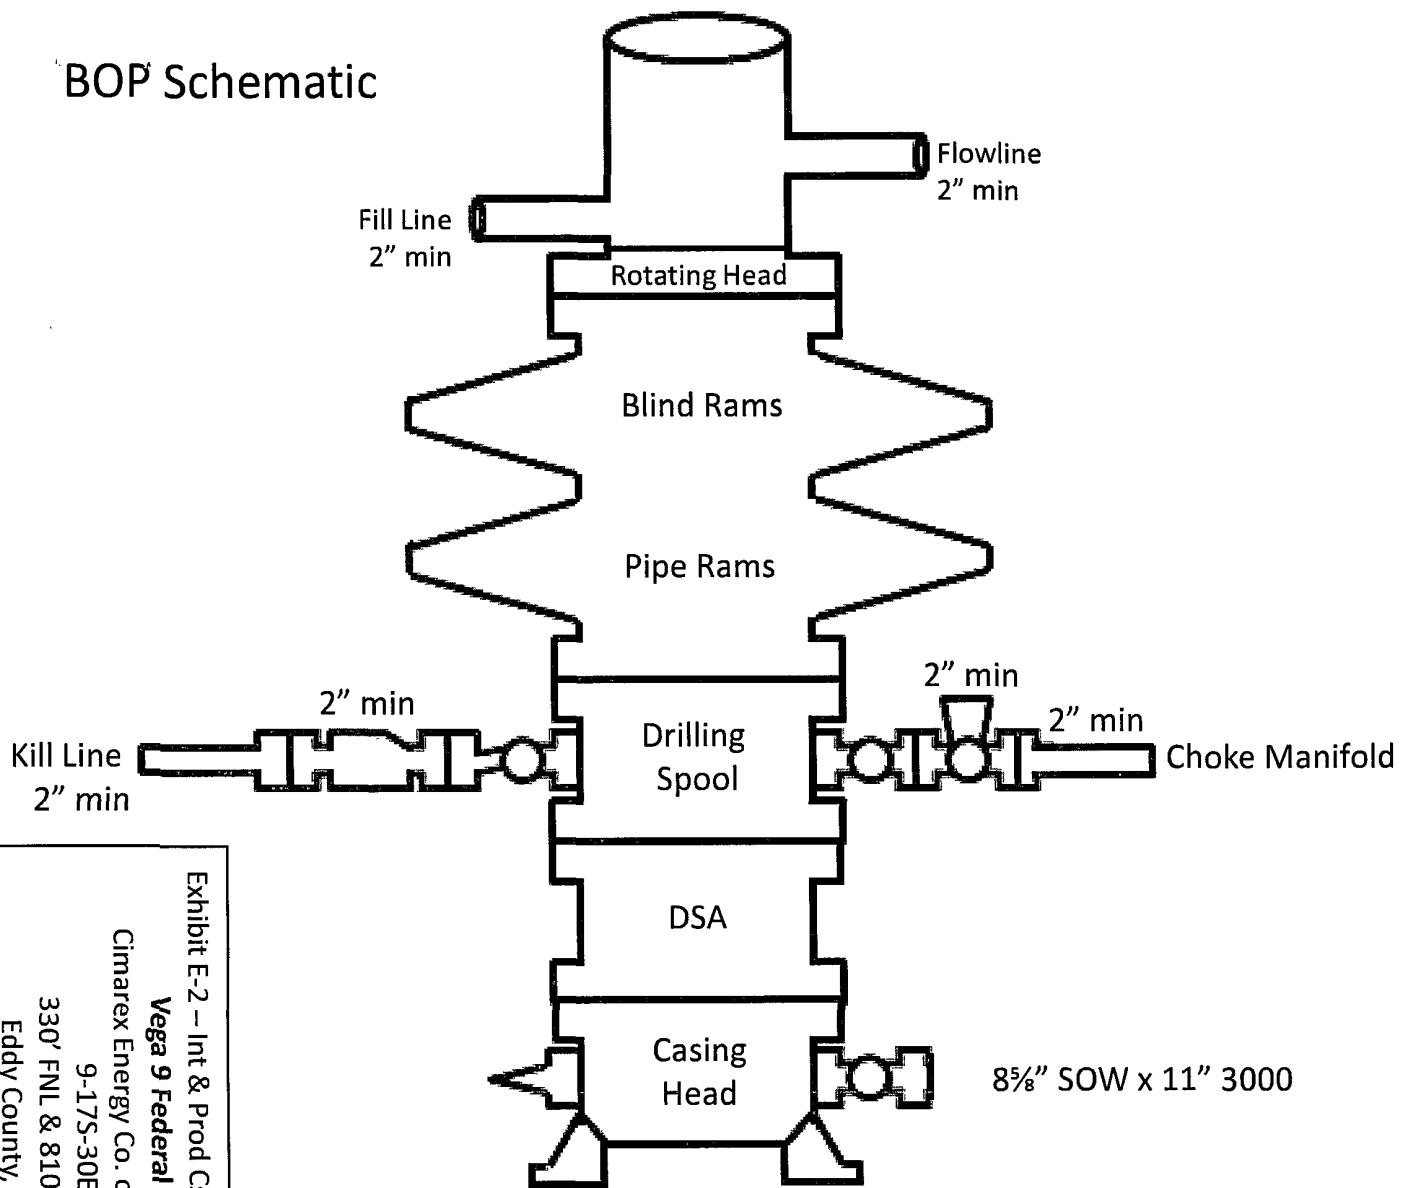 BOP Schematic
Flowline
2” min
Fill Line
2” min
Rotating Head
Blind Rams
Pipe Rams
2” min
2” min
2” min
Kill Line
2” min
Drilling
Spool
Choke Manifold
DSA
Casing
Head
8⅝” SOW x 11” 3000
Exhibit E-2 – Int & Prod
Vega 9 Federal
Cimarex Energy Co.
9-17S-30E
330’ FNL & 810
Eddy County,